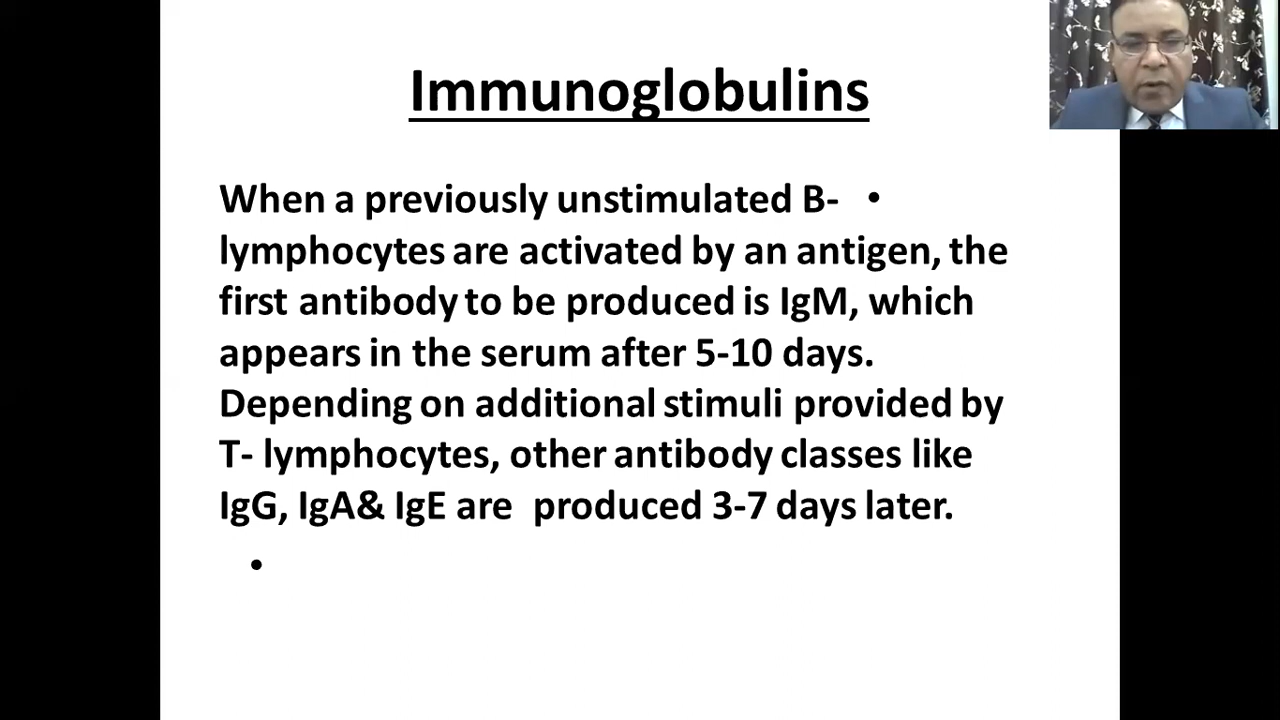 Immunoglobulins
When a previously unstimulated B- •
lymphocytes are activated by an antigen, the
first antibody to be produced is IgM, which
appears in the serum after 5-10 days.
Depending on additional stimuli provided by
T- lymphocytes, other antibody classes like
IgG, IgA& IgE are  produced 3-7 days later.
•